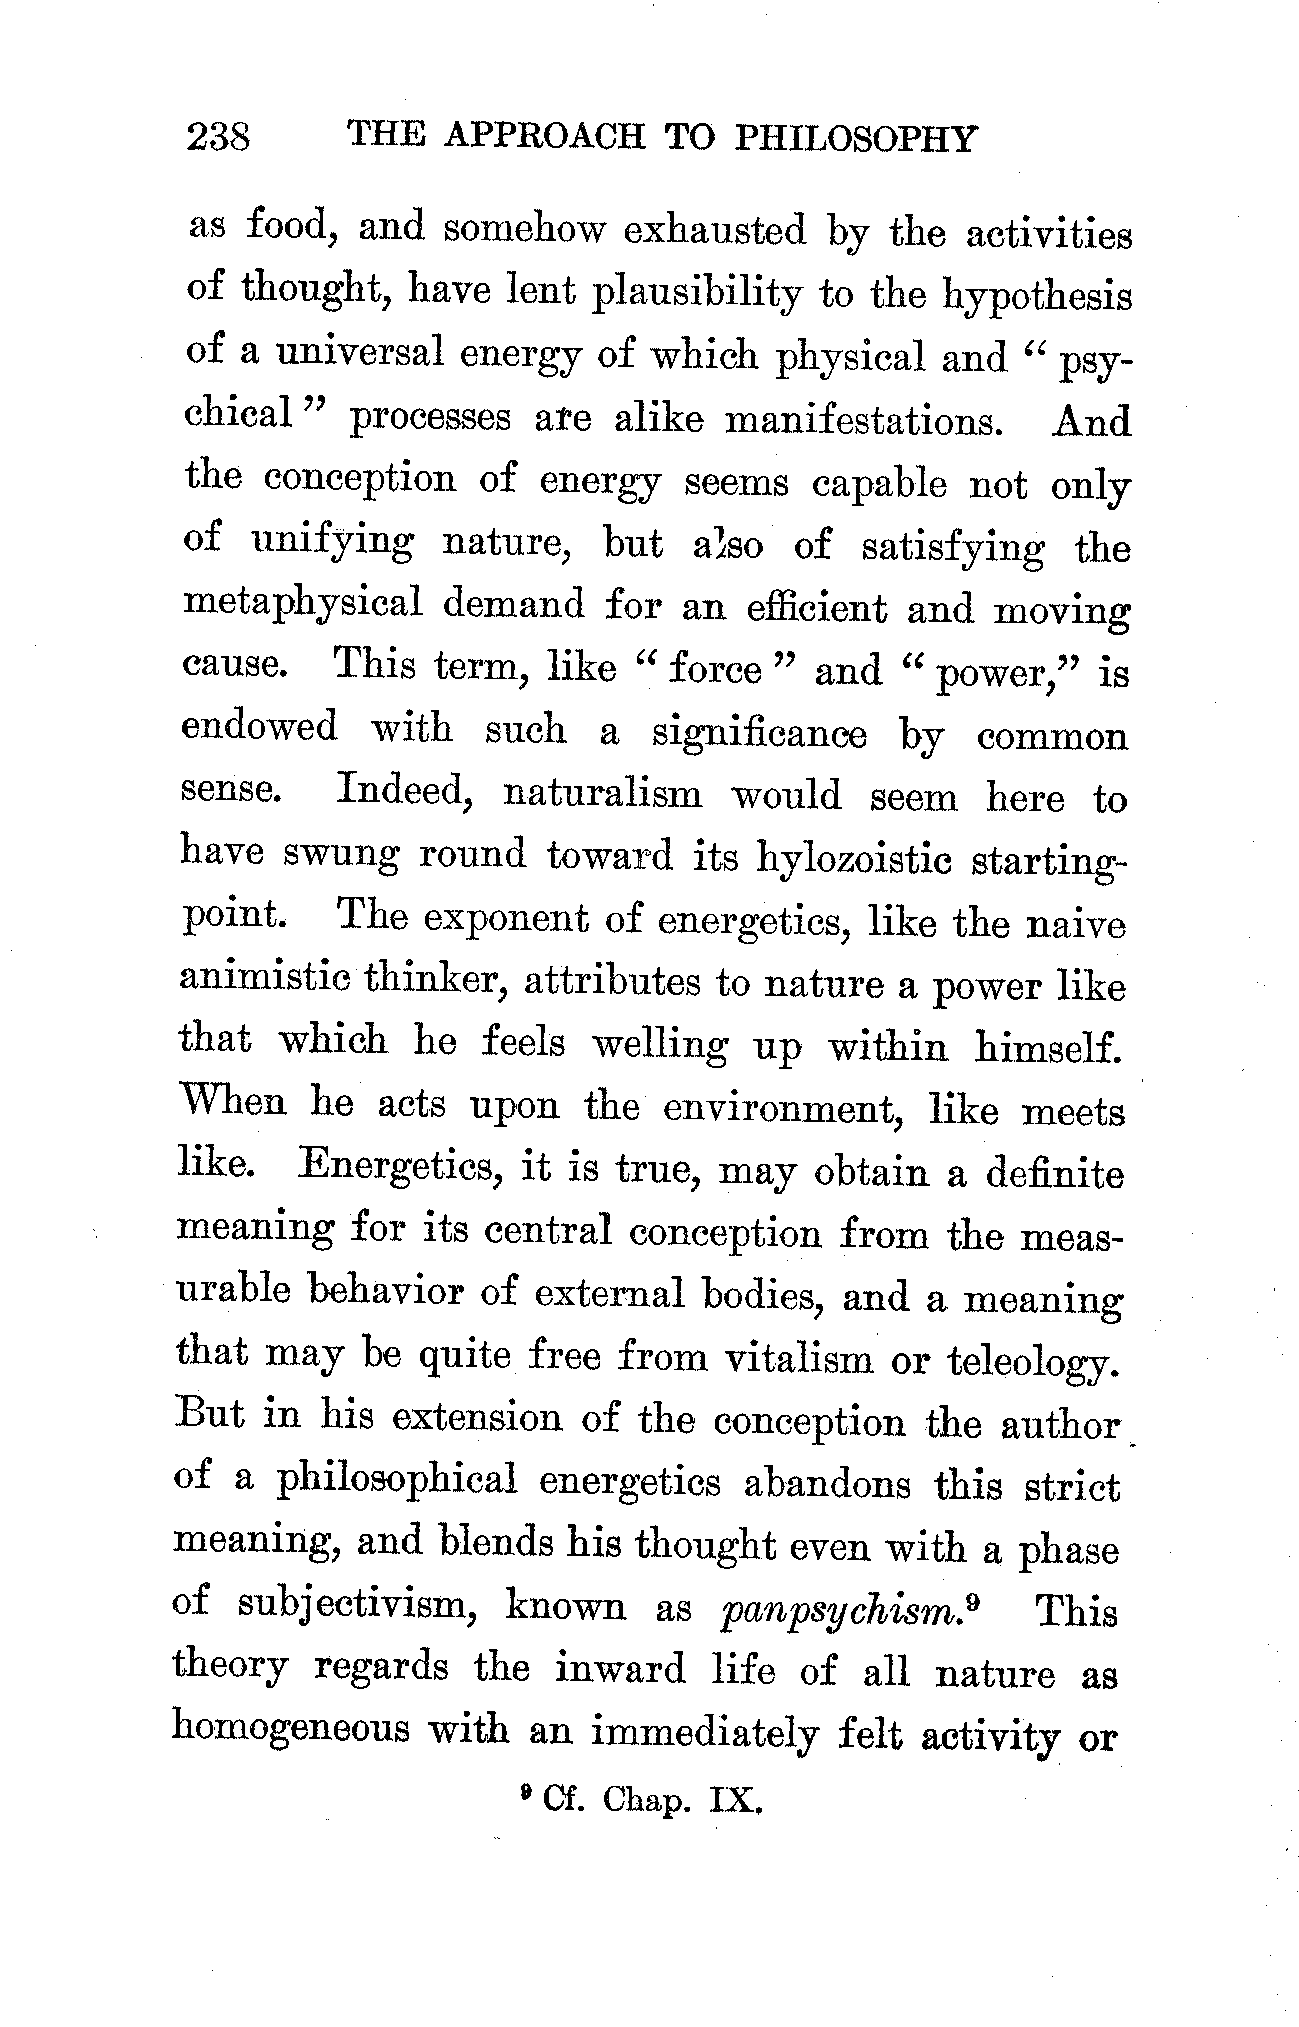 238 THE APPROACH TO PHILOSOPHY
as food, and somehow exhausted by the activities
of thought, have lent plausibility to the hypothesis
of a universal energy of which physical and “ psy-
chical ” processes are alike manifestations. And
the conception of energy seems capable not only
of unifying nature, but also of satisfying the
metaphysical demand for an efficient and moving
cause. This term, like “ force ” and “ power,” is
endowed with such a significance by common
sense. Indeed, naturalism would seem here to
have swung round toward its hylozoistic starting-
point. The exponent of energetics, like the naive
animistic thinker, attributes to nature a power like
that which he feels welling up within himself.
When he acts upon the environment, like meets
like. Energetics, it is true, may obtain a definite
meaning for its central conception from the meas-
urable behavior of external bodies, and a meaning
that may be quite free from vitalism or teleology.
But in his extension of the conception the author
of a philosophical energetics abandons this strict
meaning, and blends his thought even with a phase
of subjectivism, known as panpsychism.⁹ This
theory regards the inward life of all nature as
homogeneous with an immediately felt activity or
⁹ Cf. Chap. IX.